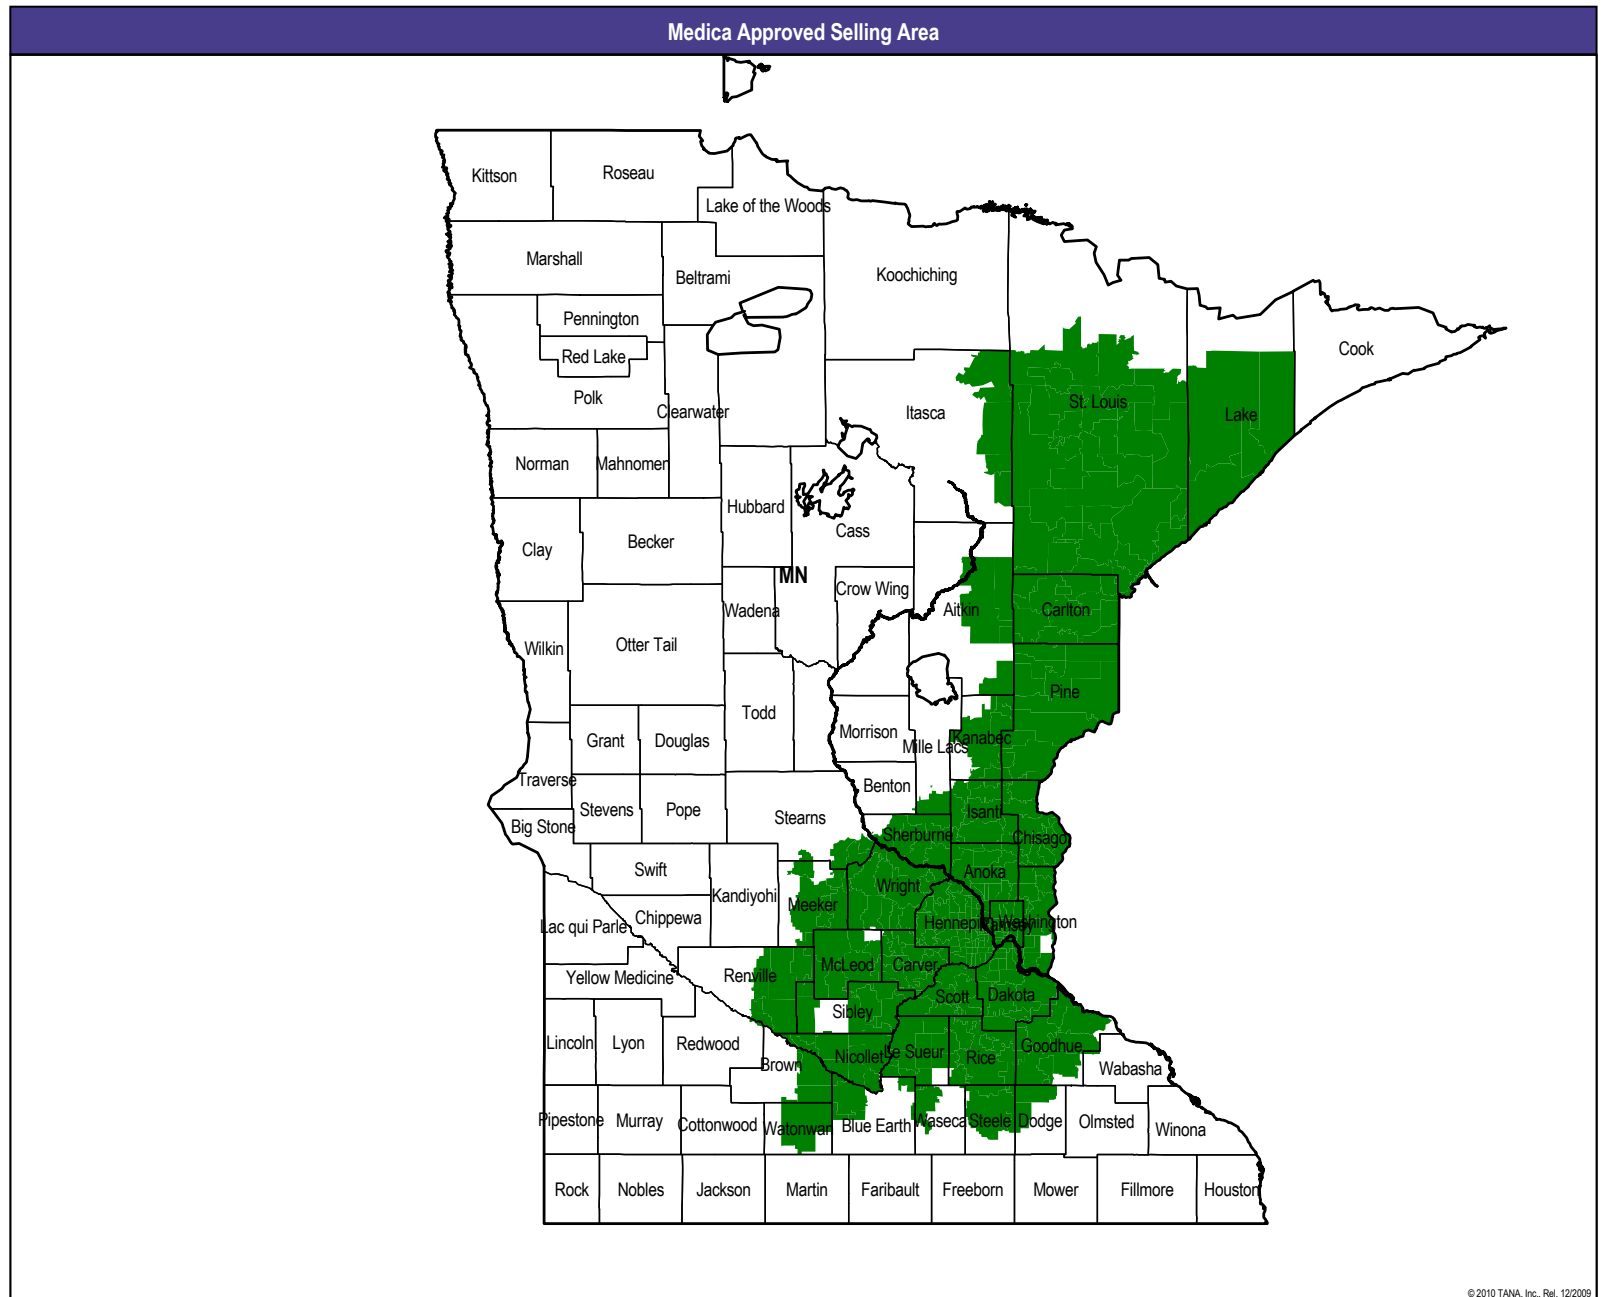 Medica Approved Selling Area
Kittson
Roseau
Lake of the Woods
Marshall
Beltrami
Koochiching
Pennington
Red Lake
Cook
Polk
Clearwater
Itasca
St. Louis
Lake
Norman
Mahnomen
Hubbard
Cass
Clay
Becker
MN
Crow Wing
Wadena
Aitkin
Carlton
Wilkin
Otter Tail
Pine
Todd
Morrison
Mille Lacs
Kanabec
Grant
Douglas
Traverse
Benton
Stevens
Pope
Stearns
Isanti
Big Stone
Sherburne
Chisago
Swift
Anoka
Kandiyohi
Wright
Meeker
Lac qui Parle
Chippewa
Hennepin
Ramsey
Washington
Yellow Medicine
Renville
McLeod
Carver
Scott
Dakota
Sibley
Lincoln
Lyon
Redwood
Brown
Nicollet
Le Sueur
Rice
Goodhue
Wabasha
Pipestone
Murray
Cottonwood
Watonwan
Blue Earth
Waseca
Steele
Dodge
Olmsted
Winona
Rock
Nobles
Jackson
Martin
Faribault
Freeborn
Mower
Fillmore
Houston
© 2010 TANA, Inc., Rel. 12/2009